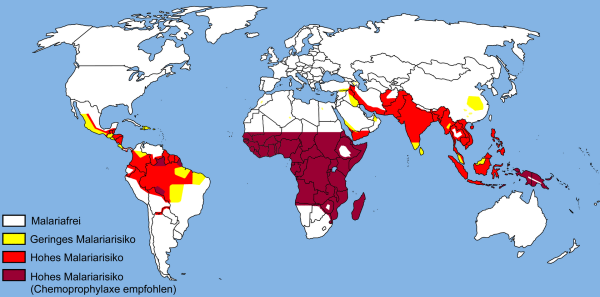 Malariafrei
Geringes Malariarisiko
Hohes Malariarisiko
Hohes Malariarisiko
(Chemoprophylaxe empfohlen)